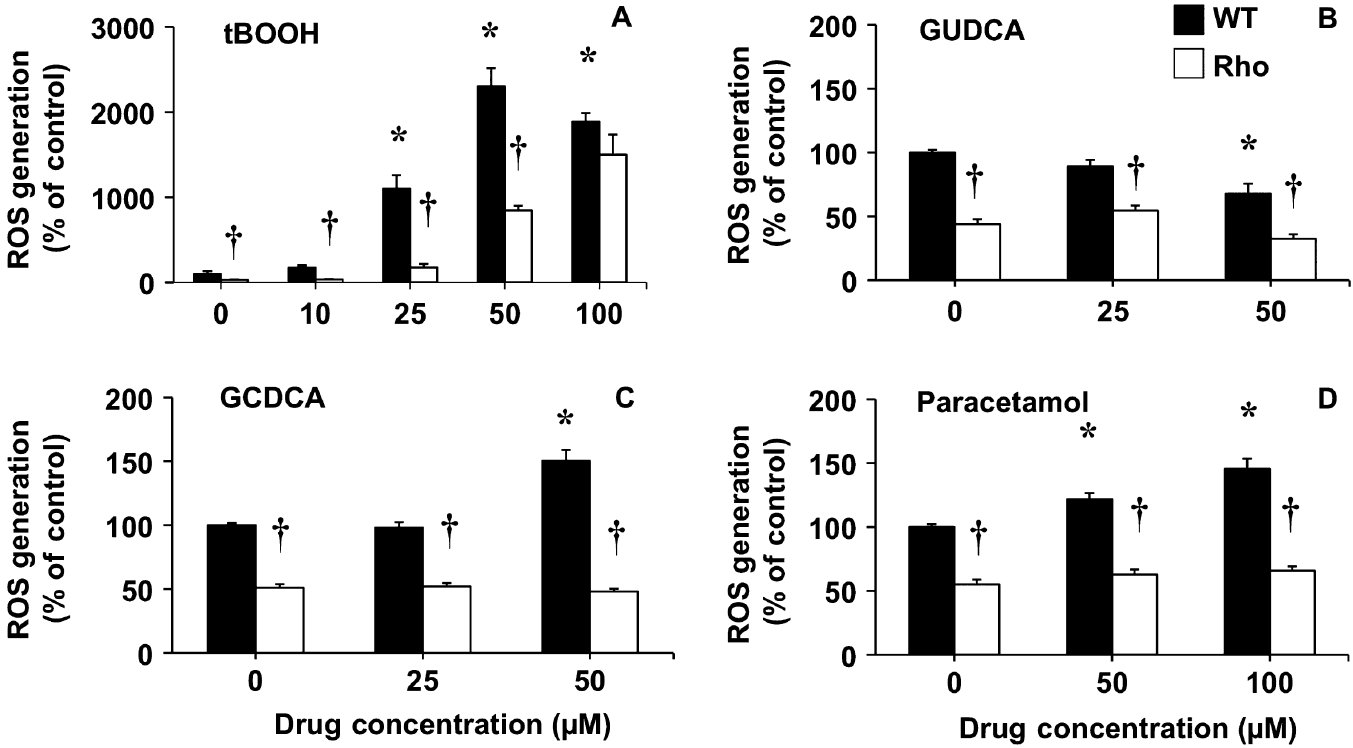 A
tBOOH
ROS generation
(% of control)
3000
2000
1000
0
* * *
† † † †
0 10 25 50 100
B
GUDCA
WT
Rho
ROS generation
(% of control)
200
150
100
50
0
*
† † †
0 25 50
C
GCDCA
ROS generation
(% of control)
200
150
100
50
0
*
† † †
0 25 50
Drug concentration (µM)
D
Paracetamol
ROS generation
(% of control)
200
150
100
50
0
* *
† † †
0 50 100
Drug concentration (µM)